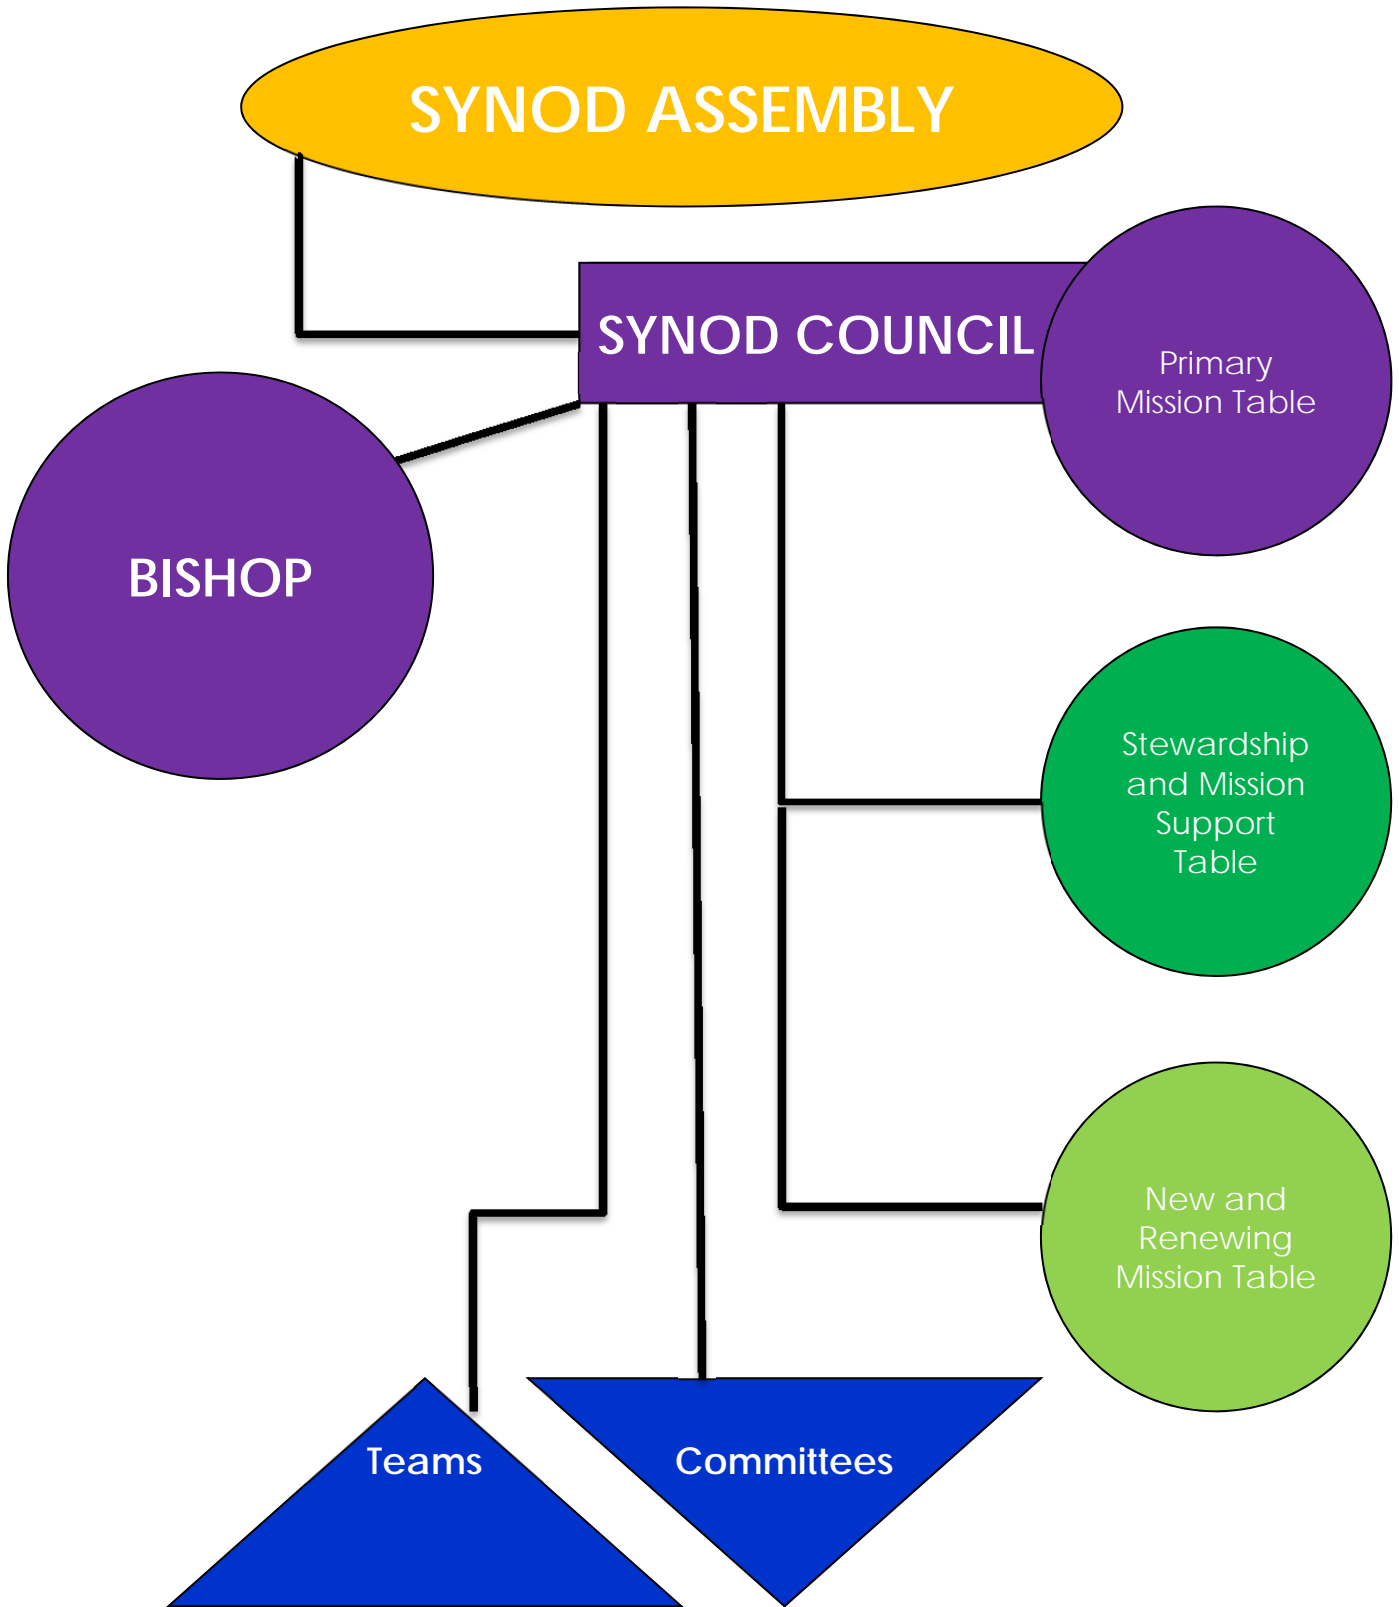 SYNOD ASSEMBLY
SYNOD COUNCIL
Primary
Mission Table
BISHOP
Stewardship
and Mission
Support
Table
New and
Renewing
Mission Table
Teams
Committees